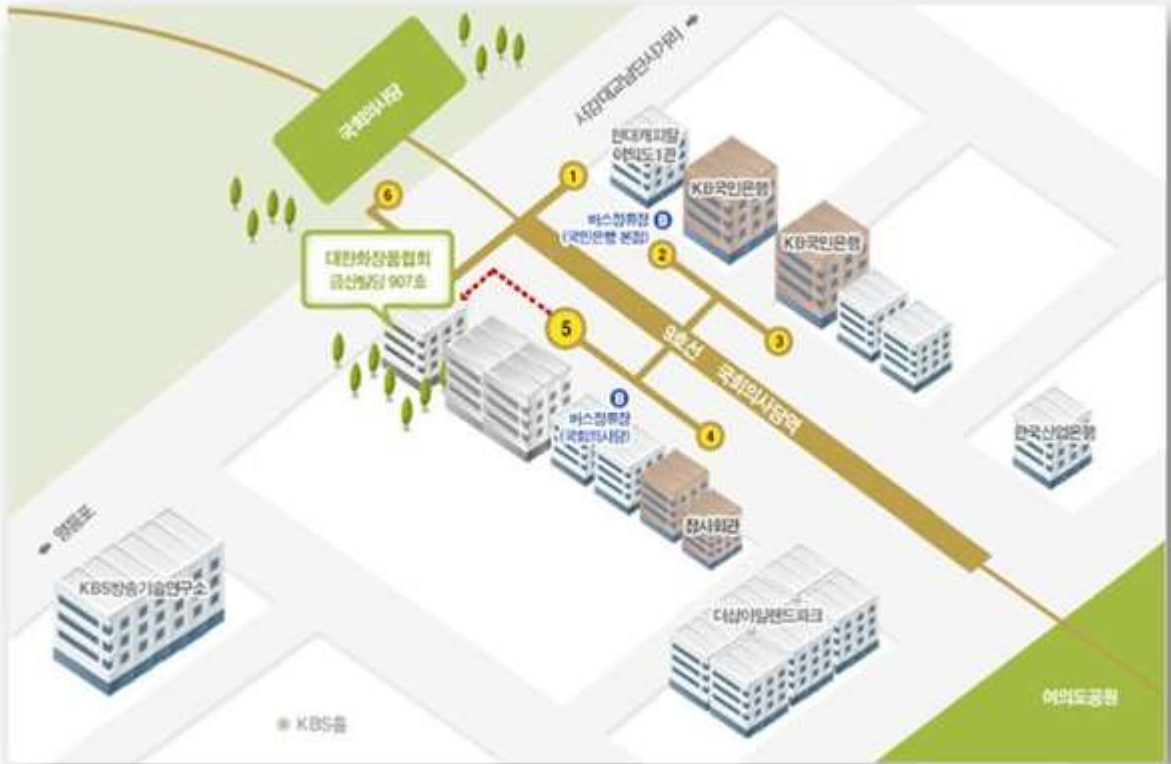 국회의사당
서강대교남단사거리
현대캐피탈
여의도1관
KB국민은행
버스정류장 B
(국민은행 본점)
KB국민은행
1
2
3
6
대한화장품협회
금산빌딩 907호
5
9호선 국회의사당역
B
버스정류장
(국회의사당)
4
한국산업은행
잡사회관
영등포
KBS방송기술연구소
더샵아일랜드파크
여의도공원
KBS홀